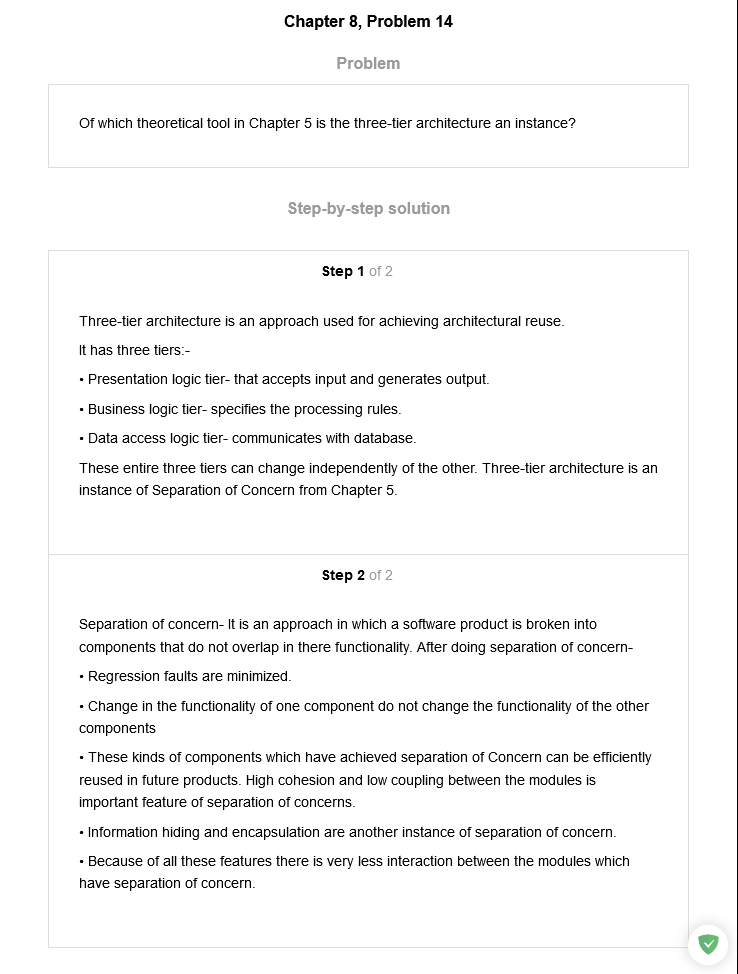 Chapter 8, Problem 14
Problem
Of which theoretical tool in Chapter 5 is the three-tier architecture an instance?
Step-by-step solution
Step 1 of 2
Three-tier architecture is an approach used for achieving architectural reuse.
It has three tiers:-
• Presentation logic tier- that accepts input and generates output.
• Business logic tier- specifies the processing rules.
• Data access logic tier- communicates with database.
These entire three tiers can change independently of the other. Three-tier architecture is an
instance of Separation of Concern from Chapter 5.
Step 2 of 2
Separation of concern- It is an approach in which a software product is broken into
components that do not overlap in there functionality. After doing separation of concern-
• Regression faults are minimized.
• Change in the functionality of one component do not change the functionality of the other
components
• These kinds of components which have achieved separation of Concern can be efficiently
reused in future products. High cohesion and low coupling between the modules is
important feature of separation of concerns.
• Information hiding and encapsulation are another instance of separation of concern.
• Because of all these features there is very less interaction between the modules which
have separation of concern.